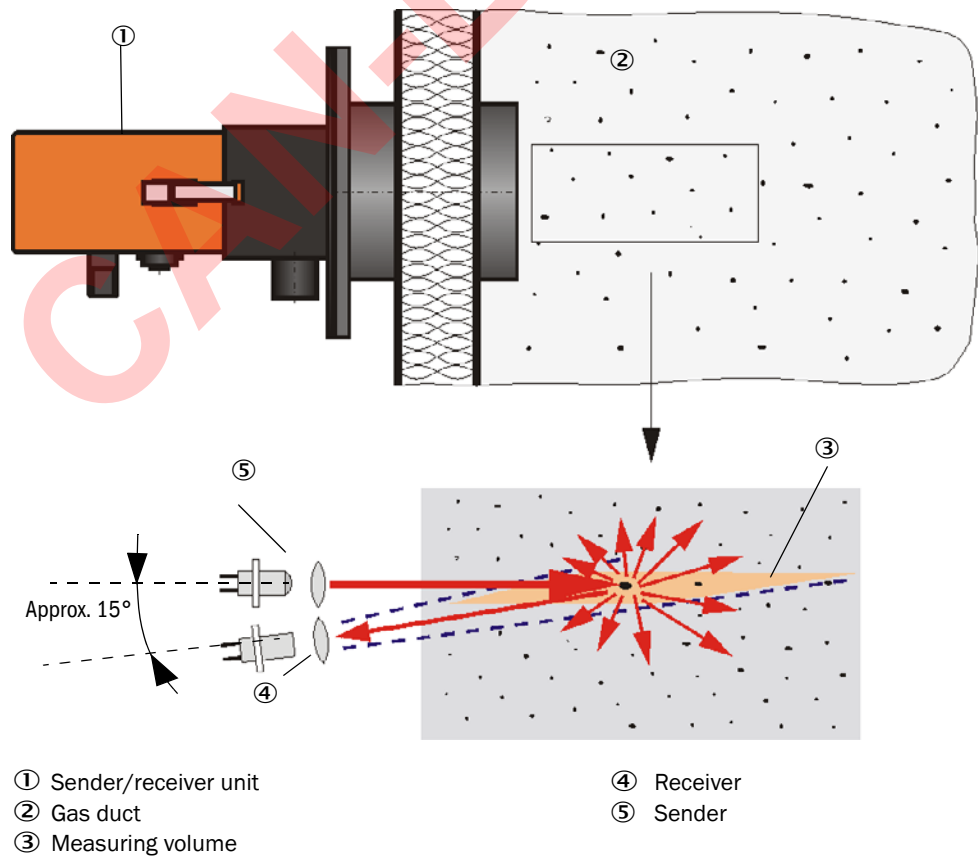 ①
②
CAN-
③
⑤
Approx. 15°
④
① Sender/receiver unit
② Gas duct
③ Measuring volume
④ Receiver
⑤ Sender